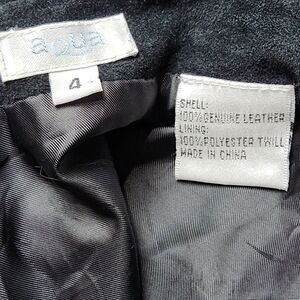 aqua
4
SHELL:
100%GENUINE LEATHER
LINING:
100%POLYESTER TWILL
MADE IN CHINA